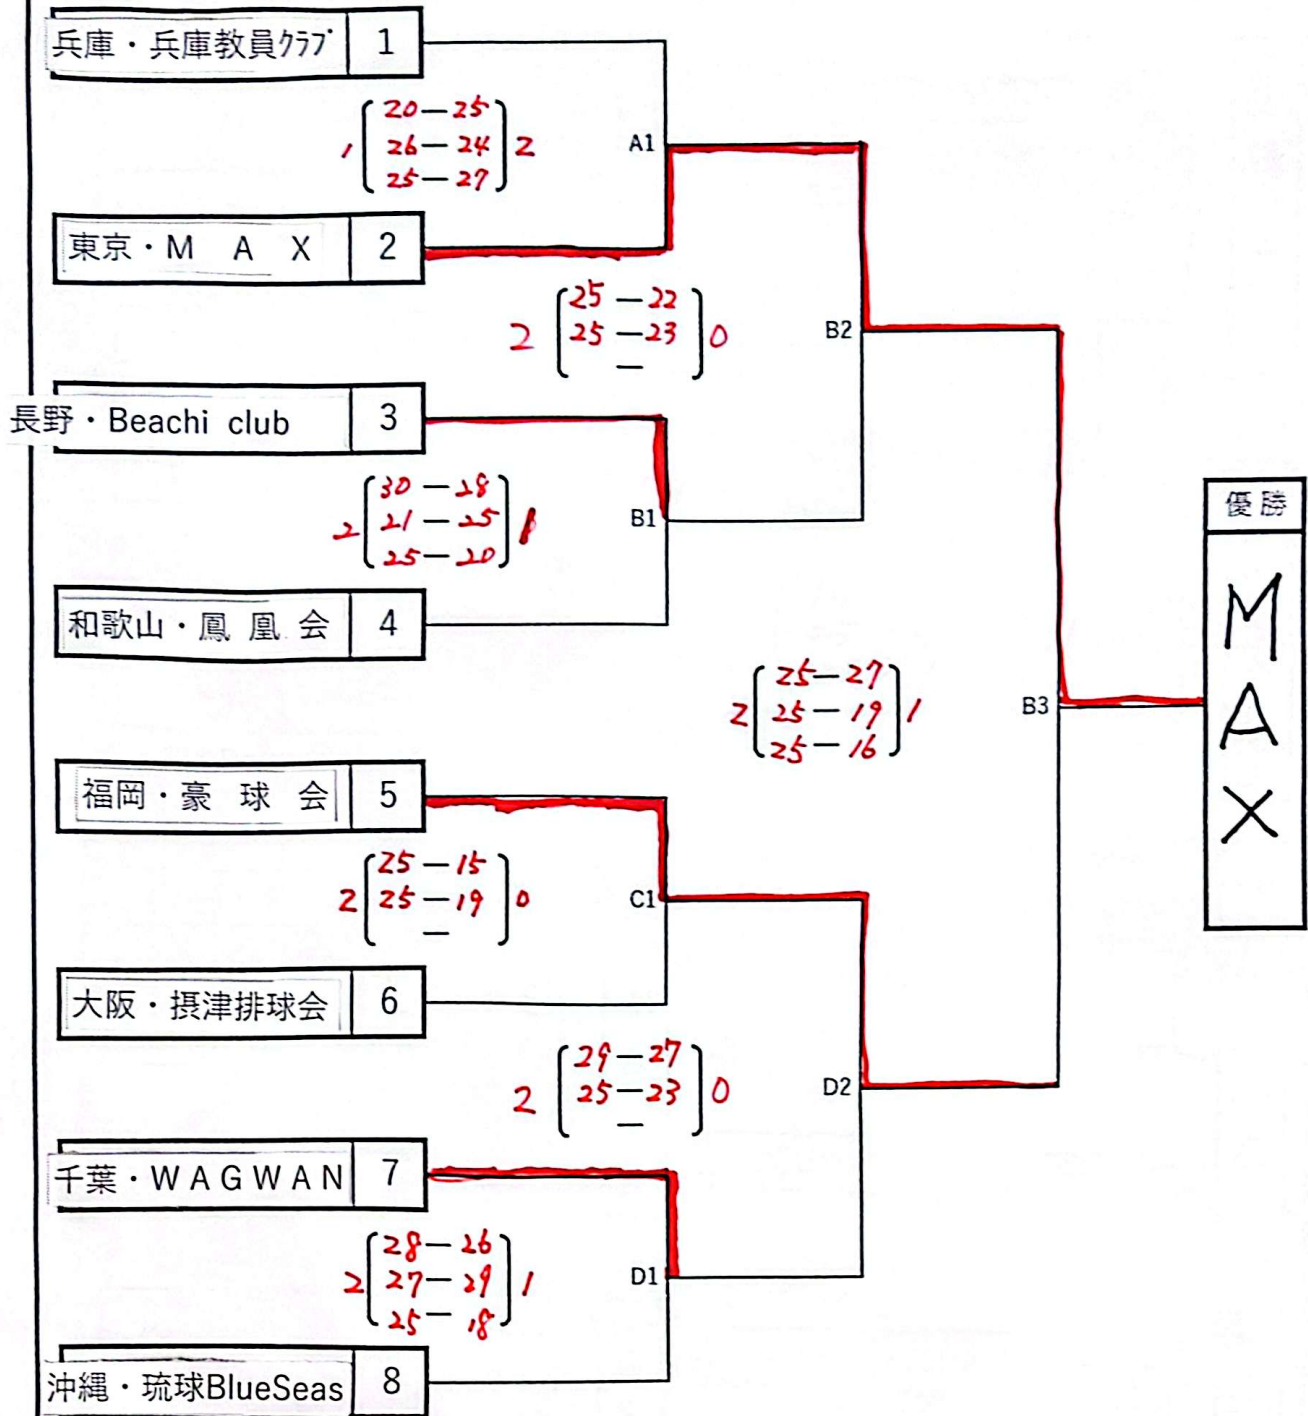 兵庫・兵庫教員クラブ 1
20—25
1 26—24 2
25—27
A1
東京・M A X 2
25—22
2 25—23 0
—
B2
長野・Beachi club 3
30—28
2 21—25 1
25—20
B1
和歌山・鳳凰会 4
優勝
MAX
25—27
2 25—19 1
25—16
B3
福岡・豪球会 5
25—15
2 25—19 0
—
C1
大阪・摂津排球会 6
29—27
2 25—23 0
—
D2
千葉・WAGWAN 7
28—26
2 27—29 1
25—18
D1
沖縄・琉球BlueSeas 8